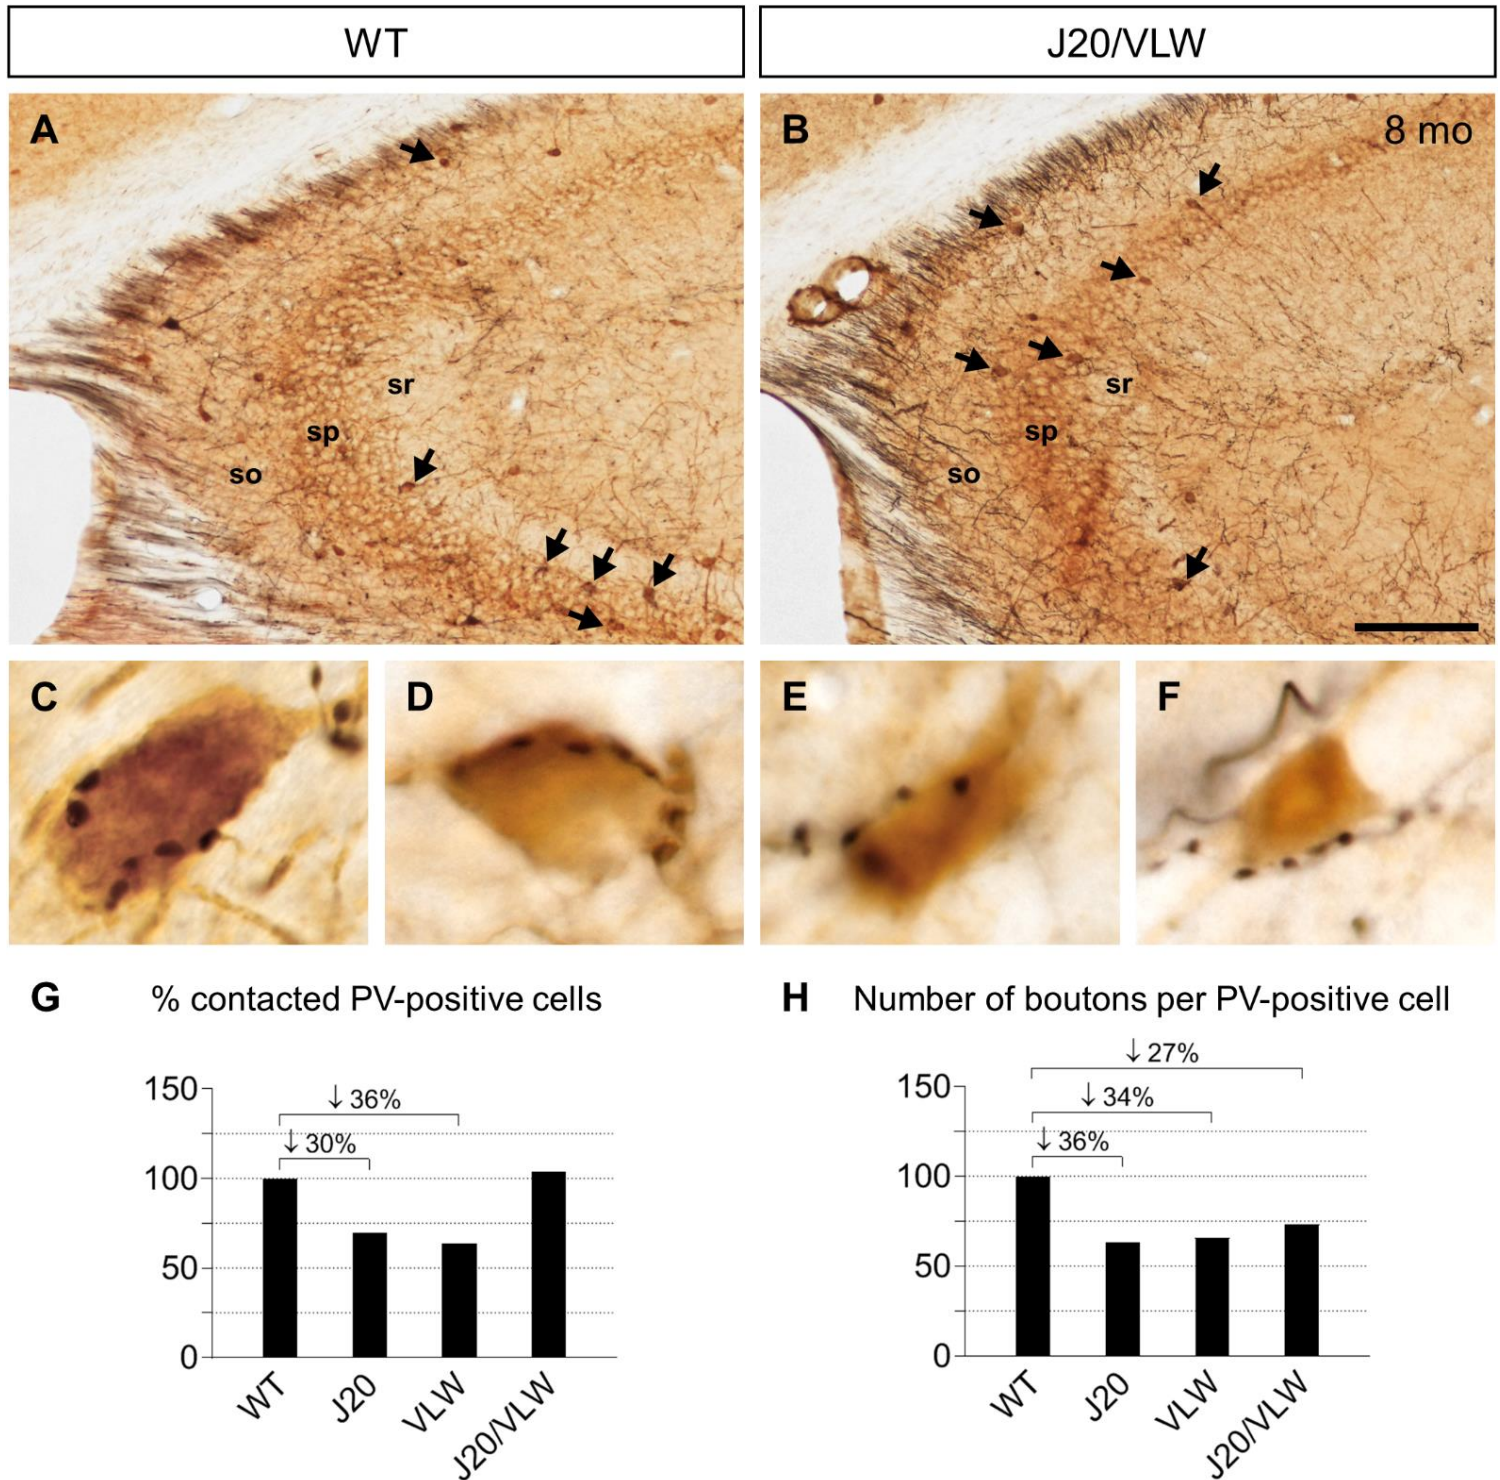 WT
J20/VLW
A
B
8 mo
sr
sp
so
sr
sp
so
C
D
E
F
G % contacted PV-positive cells
H Number of boutons per PV-positive cell
↓ 36%
↓ 30%
150
100
50
0
WT
J20
VLW
J20/VLW
↓ 27%
↓ 34%
↓ 36%
150
100
50
0
WT
J20
VLW
J20/VLW